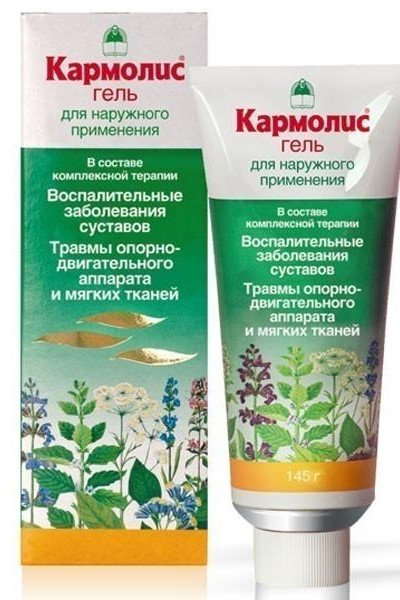 Кармолис®
гель
для наружного
применения
В составе
комплексной терапии
Воспалительные
заболевания
суставов
Травмы опорно-
двигательного
аппарата
и мягких тканей
Кармолис®
гель
для наружного
применения
В составе
комплексной терапии
Воспалительные
заболевания
суставов
Травмы опорно-
двигательного
аппарата
и мягких тканей
145 г